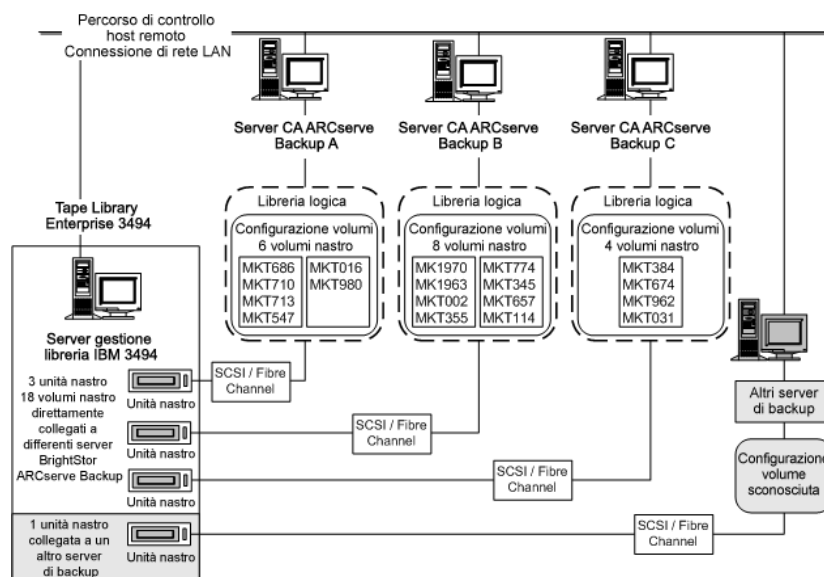 Percorso di controllo
host remoto
Connessione di rete LAN
Server CA ARCserve
Backup A
Server CA ARCserve
Backup B
Server CA ARCserve
Backup C
Tape Library
Enterprise 3494
Libreria logica
Configurazione volumi
6 volumi nastro
MKT686
MKT710
MKT713
MKT547
MKT016
MKT980
Libreria logica
Configurazione volumi
8 volumi nastro
MK1970
MK1963
MKT002
MKT355
MKT774
MKT345
MKT657
MKT114
Libreria logica
Configurazione volumi
4 volumi nastro
MKT384
MKT674
MKT962
MKT031
Server gestione
libreria IBM 3494
3 unità nastro
18 volumi nastro
direttamente
collegati a
differenti server
BrightStor
ARCserve Backup
Unità nastro
Unità nastro
Unità nastro
SCSI / Fibre
Channel
SCSI / Fibre
Channel
SCSI / Fibre
Channel
Altri server
di backup
Configurazione
volume
sconosciuta
1 unità nastro
collegata a un
altro server
di backup
Unità nastro
SCSI / Fibre
Channel